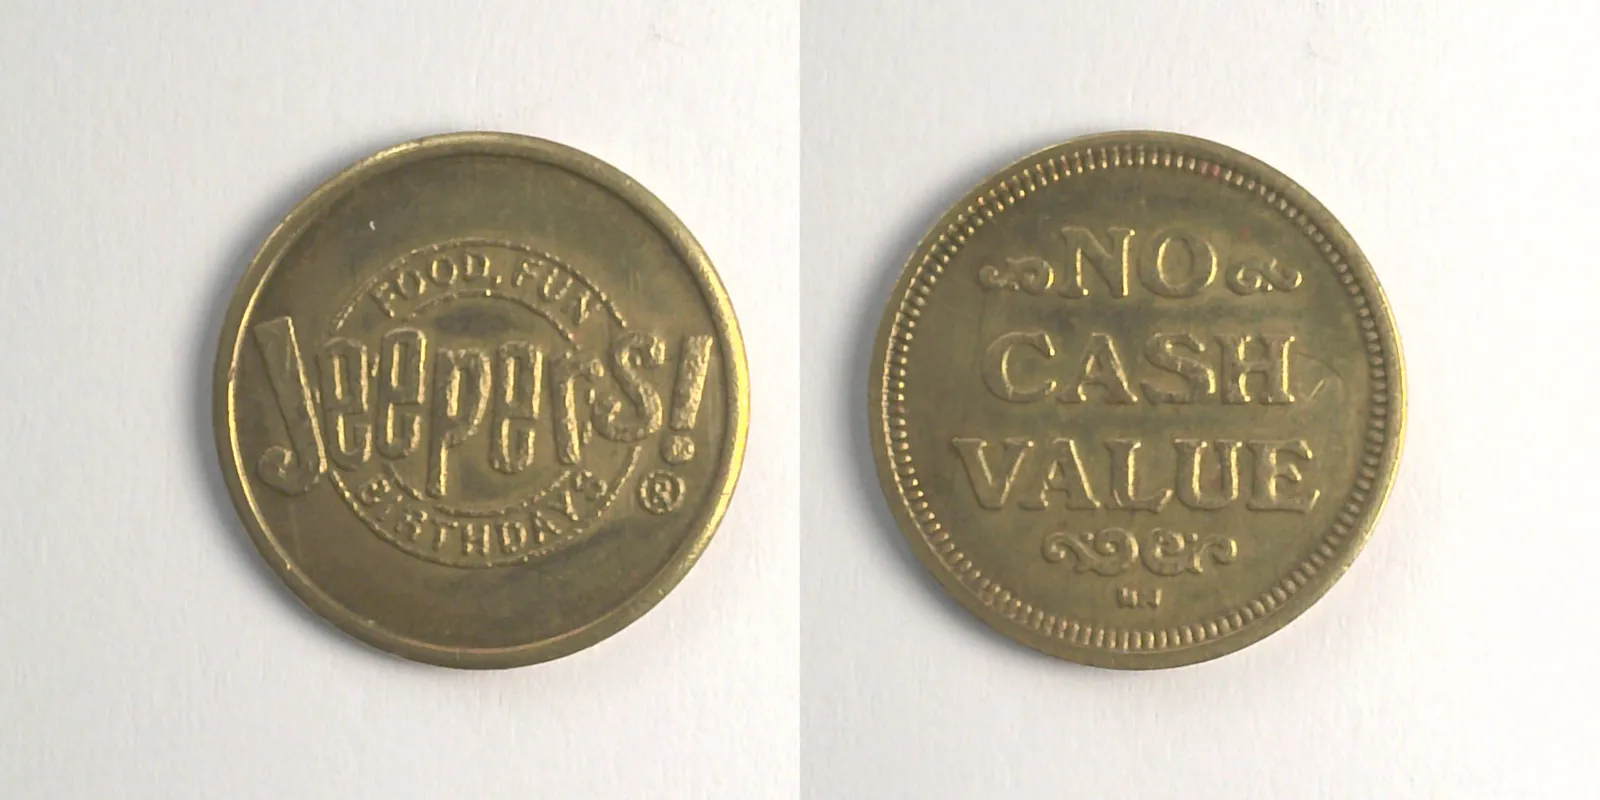 FOOD, FUN
Jeepers!
®
BIRTHDAYS
NO
CASH
VALUE